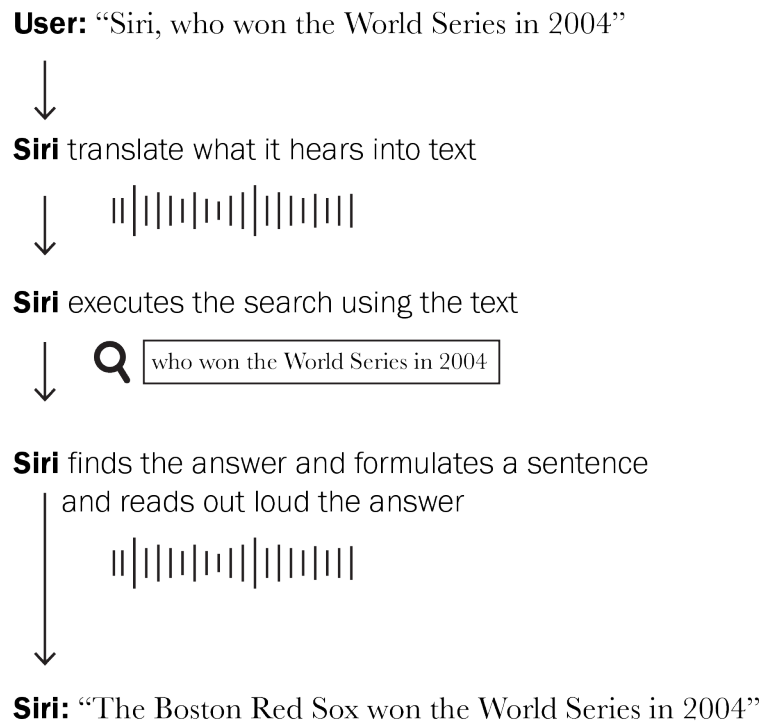 User: “Siri, who won the World Series in 2004”
Siri translate what it hears into text
Siri executes the search using the text
who won the World Series in 2004
Siri finds the answer and formulates a sentence
and reads out loud the answer
Siri: “The Boston Red Sox won the World Series in 2004”